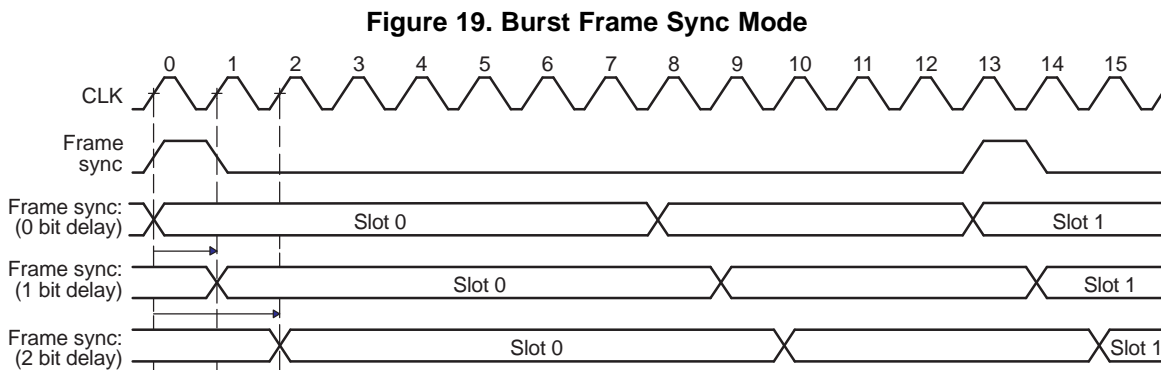 Figure 19. Burst Frame Sync Mode
0 1 2 3 4 5 6 7 8 9 10 11 12 13 14 15
CLK
Frame
sync
Frame sync:
(0 bit delay)
Slot 0
Slot 1
Frame sync:
(1 bit delay)
Slot 0
Slot 1
Frame sync:
(2 bit delay)
Slot 0
Slot 1